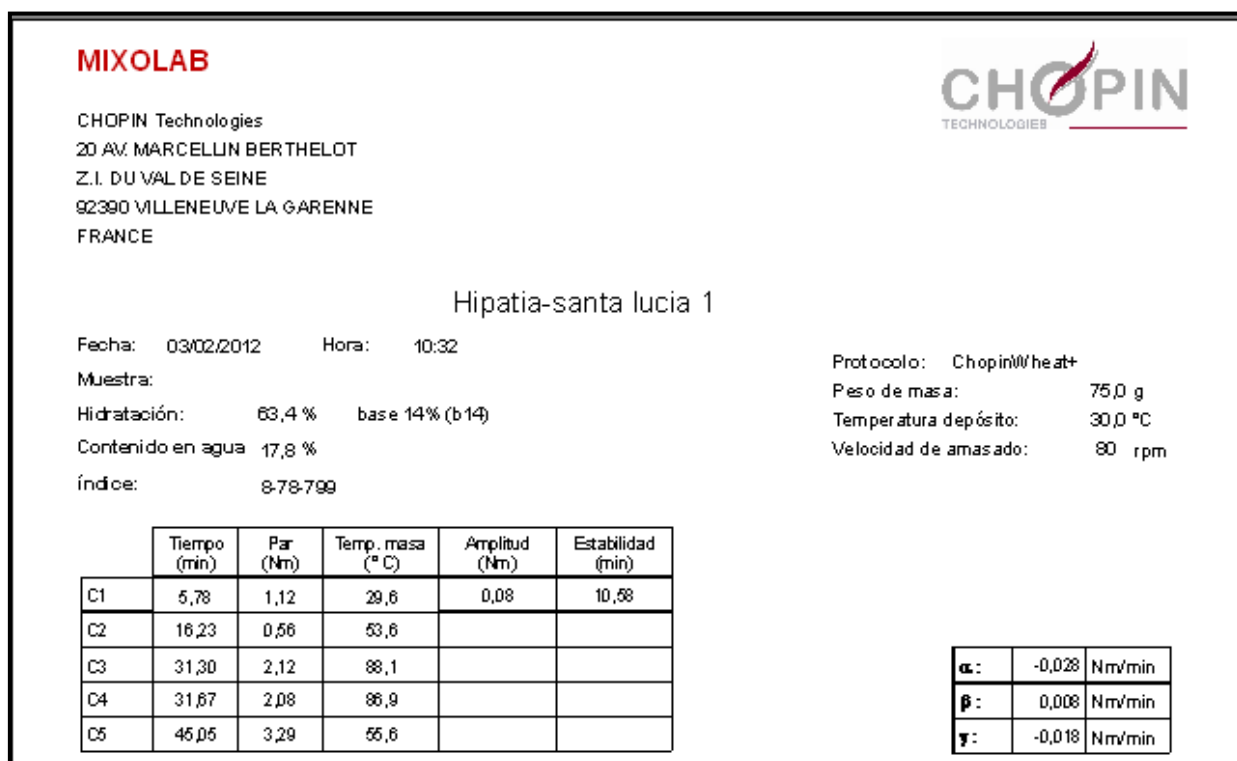 MIXOLAB
CHOPIN
TECHNOLOGIES
CHOPIN Technologies
20 AV. MARCELLIN BERTHELOT
Z.I. DU VAL DE SEINE
92390 VILLENEUVE LA GARENNE
FRANCE
Hipatia-santa lucia 1
Fecha: 03/02/2012 Hora: 10:32
Muestra:
Hidratación: 63,4 % base 14% (b14)
Contenido en agua 17,8 %
índice: 8-78-799
Protocolo: ChopinWheat+
Peso de masa: 75,0 g
Temperatura depósito: 30,0 °C
Velocidad de amasado: 80 rpm
Tiempo (min) Par (Nm) Temp. masa (° C) Amplitud (Nm) Estabilidad (min)
C1 5,78 1,12 29,6 0,08 10,58
C2 16,23 0,56 53,6
C3 31,30 2,12 88,1
C4 31,67 2,08 86,9
C5 45,05 3,29 55,6
α: -0,028 Nm/min
β: 0,008 Nm/min
γ: -0,018 Nm/min